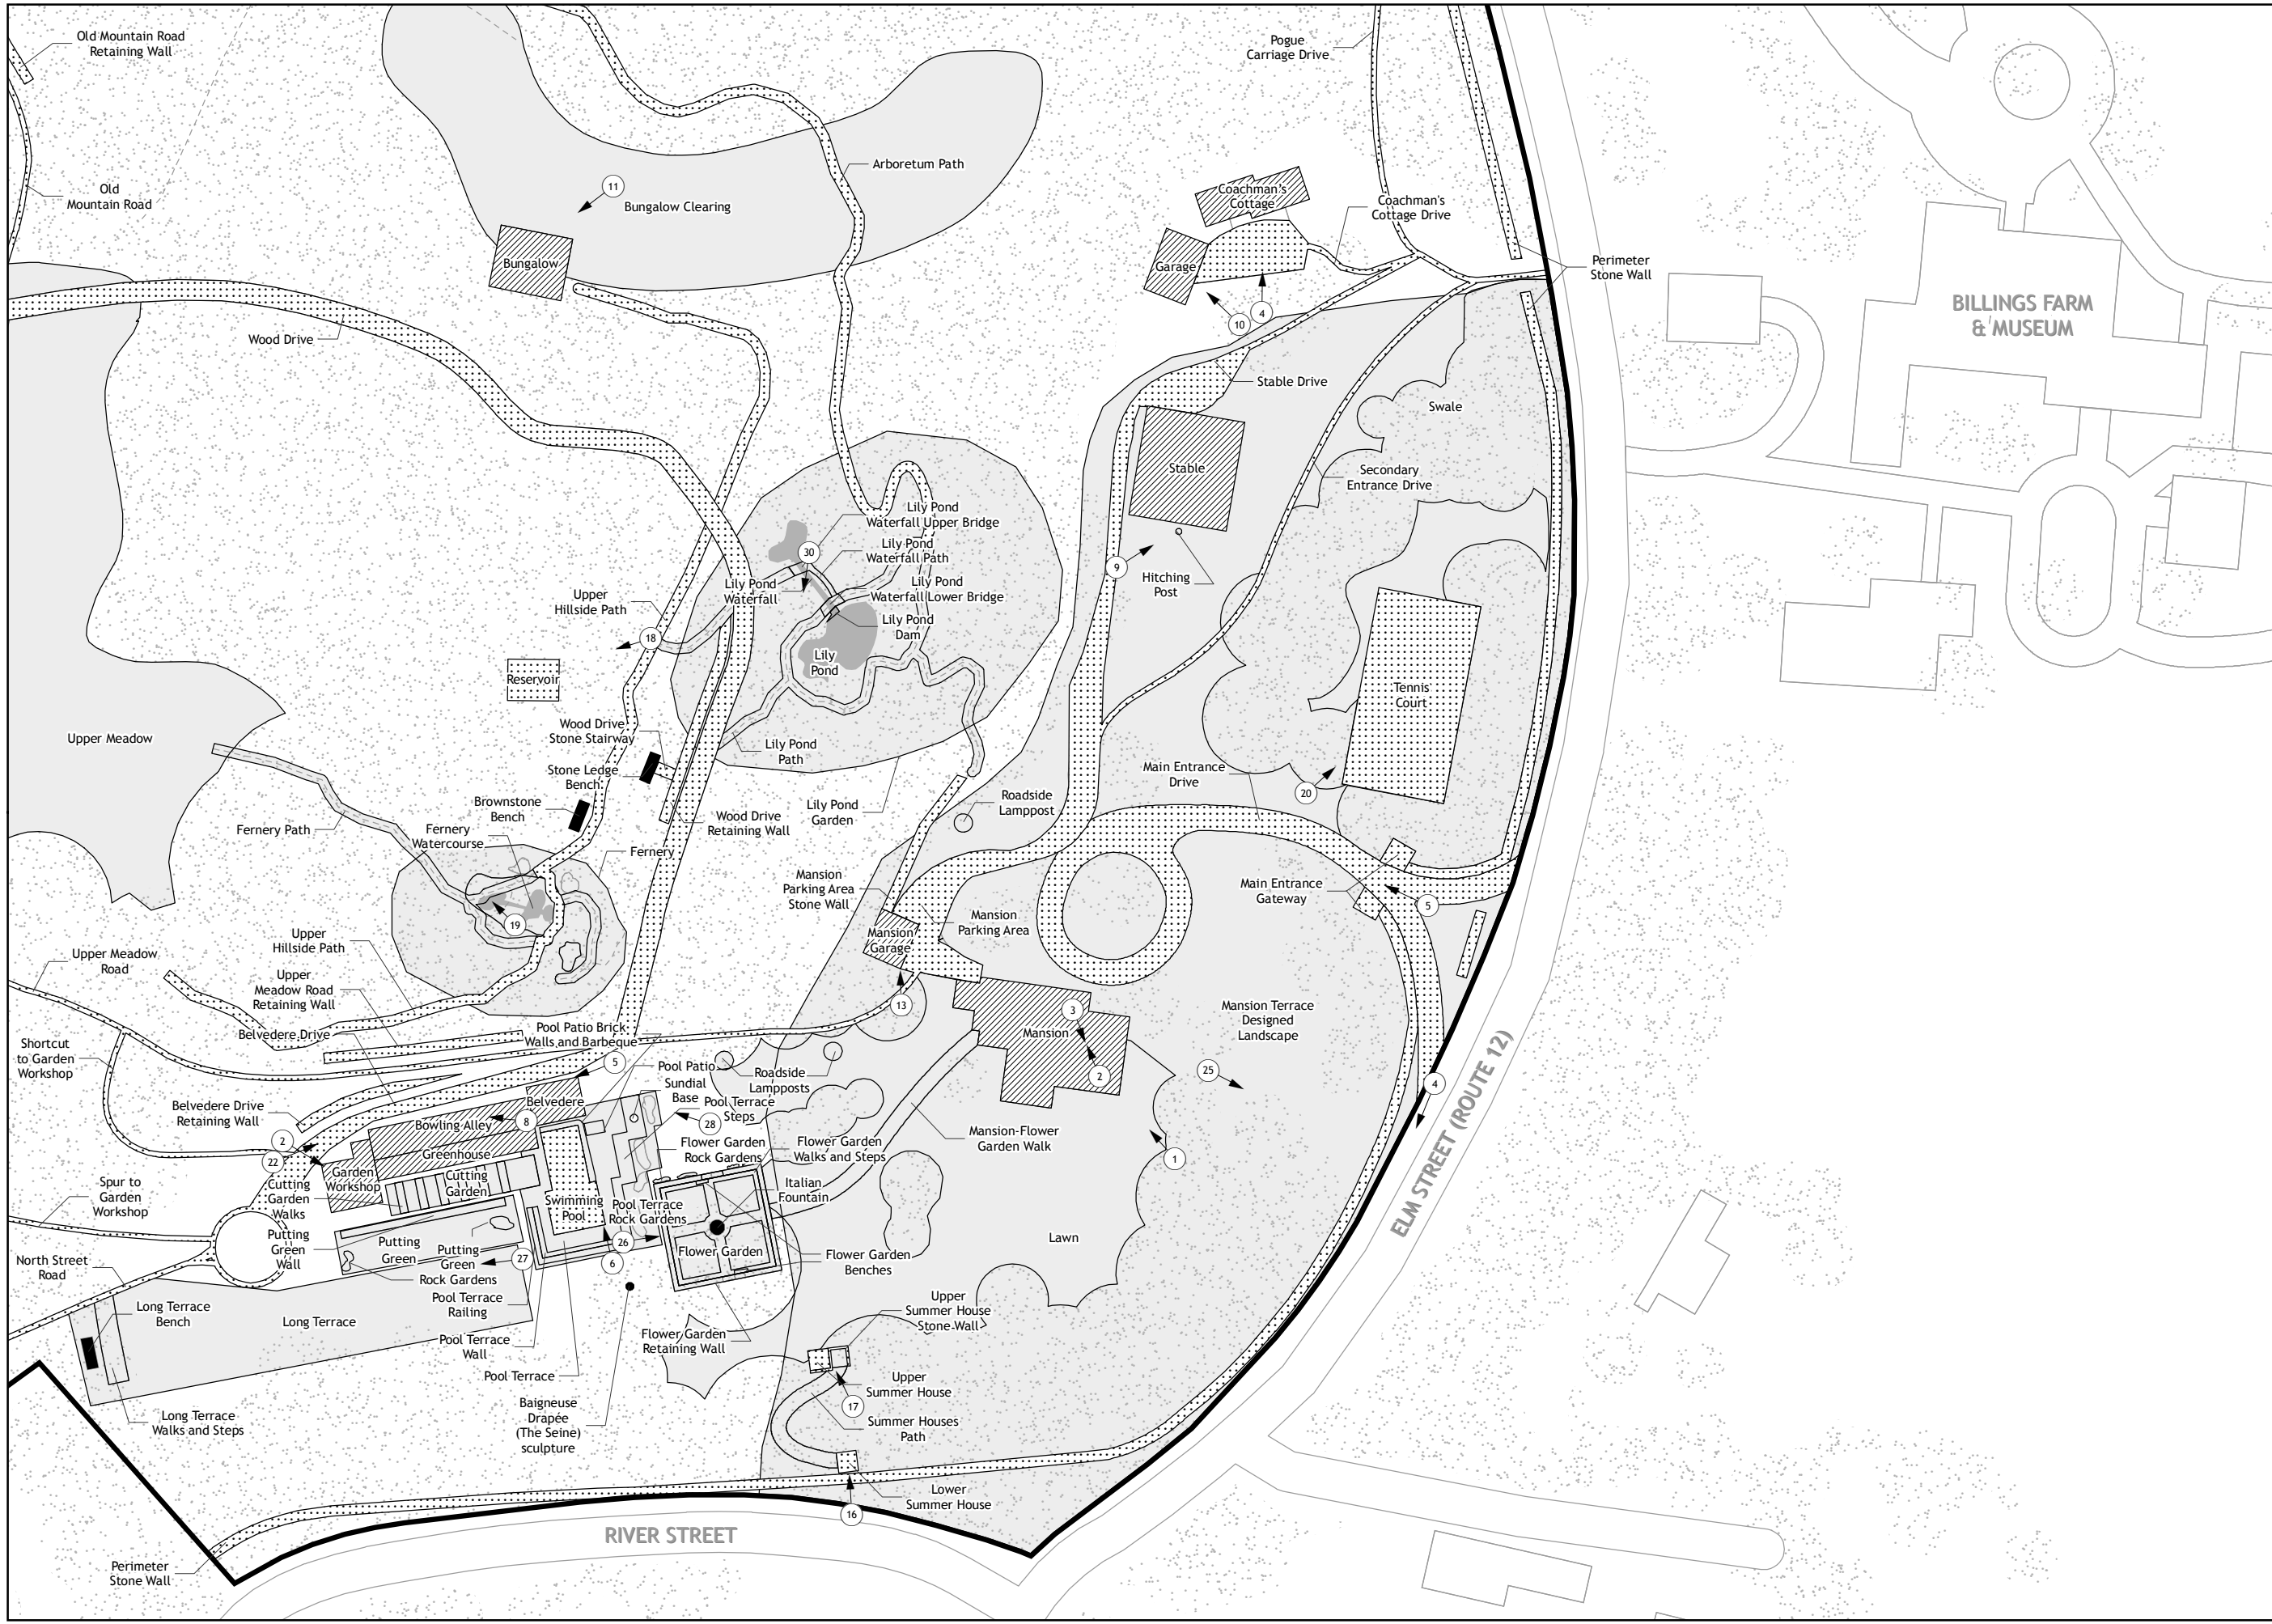 Old Mountain Road
Retaining Wall
Pogue
Carriage Drive
Old
Mountain Road
11
Bungalow Clearing
Arboretum Path
Coachman's
Cottage
Coachman's
Cottage Drive
Bungalow
Garage
Perimeter
Stone Wall
BILLINGS FARM
& MUSEUM
10
4
Wood Drive
Stable Drive
Swale
Stable
Secondary
Entrance Drive
Lily Pond
Waterfall Upper Bridge
30
Lily Pond
Waterfall Path
9
Hitching
Post
Lily Pond
Waterfall
Lily Pond
Waterfall Lower Bridge
Upper
Hillside Path
Lily Pond
Dam
18
Lily
Pond
Reservoir
Tennis
Court
Upper Meadow
Wood Drive
Stone Stairway
Lily Pond
Path
Stone Ledge
Bench
Main Entrance
Drive
20
Brownstone
Bench
Lily Pond
Garden
Roadside
Lamppost
Wood Drive
Retaining Wall
Fernery Path
Fernery
Watercourse
Fernery
Mansion
Parking Area
Stone Wall
Main Entrance
Gateway
5
19
Mansion
Parking Area
Mansion
Garage
Upper
Hillside Path
Upper Meadow
Road
Upper
Meadow Road
Retaining Wall
13
3
Mansion
Mansion Terrace
Designed
Landscape
Belvedere Drive
Pool Patio Brick
Walls and Barbeque
Shortcut
to Garden
Workshop
5
Pool Patio
Roadside
Lampposts
25
2
4
Sundial
Base
Pool Terrace
Steps
28
Belvedere Drive
Retaining Wall
Belvedere
8
Bowling Alley
2
22
Greenhouse
Flower Garden
Rock Gardens
Flower Garden
Walks and Steps
Mansion-Flower
Garden Walk
1
ELM STREET (ROUTE 12)
Garden
Workshop
Cutting
Garden
Cutting
Garden
Walks
Spur to
Garden
Workshop
Italian
Fountain
Swimming
Pool
Pool Terrace
Rock Gardens
Putting
Green
Wall
Putting
Green
Putting
Green
Rock Gardens
26
27
6
Flower Garden
Lawn
Flower Garden
Benches
North Street
Road
Pool Terrace
Railing
Long Terrace
Bench
Long Terrace
Upper
Summer House
Stone Wall
Pool Terrace
Wall
Flower Garden
Retaining Wall
Pool Terrace
Upper
Summer House
17
Baigneuse
Drapée
(The Seine)
sculpture
Long Terrace
Walks and Steps
Summer Houses
Path
Lower
Summer House
16
RIVER STREET
Perimeter
Stone Wall